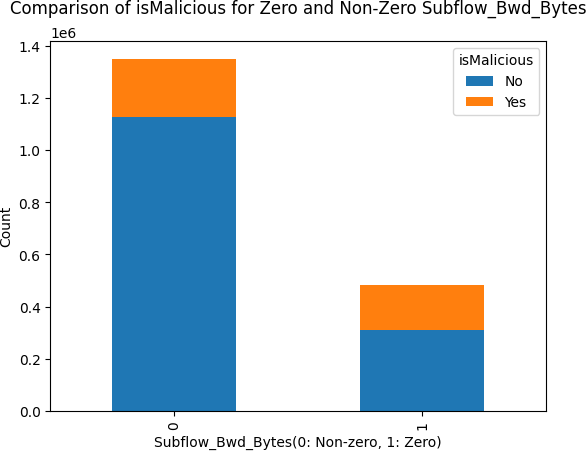 Comparison of isMalicious for Zero and Non-Zero Subflow_Bwd_Bytes
1e6
1.4
1.2
1.0
0.8
0.6
0.4
0.2
0.0
Count
isMalicious
No
Yes
0
1
Subflow_Bwd_Bytes(0: Non-zero, 1: Zero)